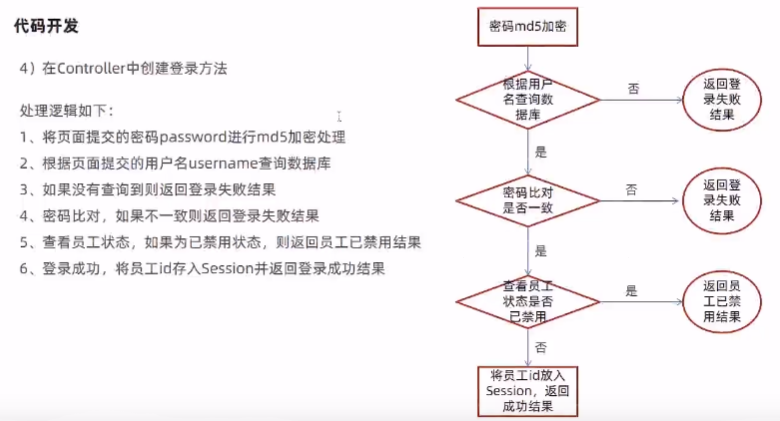 代码开发
4）在Controller中创建登录方法
处理逻辑如下：
1、将页面提交的密码password进行md5加密处理
2、根据页面提交的用户名username查询数据库
3、如果没有查询到则返回登录失败结果
4、密码比对，如果不一致则返回登录失败结果
5、查看员工状态，如果为已禁用状态，则返回员工已禁用结果
6、登录成功，将员工id存入Session并返回登录成功结果
密码md5加密
根据用户
名查询数
据库
否
返回登
录失败
结果
是
密码比对
是否一致
否
返回登
录失败
结果
是
查看员工
状态是否
已禁用
是
返回员
工已禁
用结果
否
将员工id放入
Session，返回
成功结果